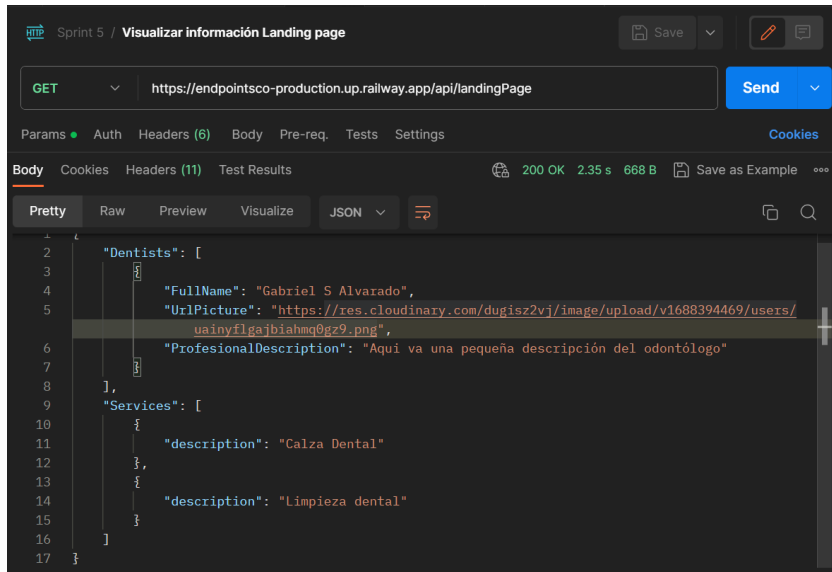 HTTP Sprint 5 / Visualizar información Landing page Save
GET https://endpointsco-production.up.railway.app/api/landingPage Send
Params Auth Headers (6) Body Pre-req. Tests Settings Cookies
Body Cookies Headers (11) Test Results 200 OK 2.35 s 668 B Save as Example
Pretty Raw Preview Visualize JSON
1 {
2 "Dentists": [
3 {
4 "FullName": "Gabriel S Alvarado",
5 "UrlPicture": "https://res.cloudinary.com/dugisz2vj/image/upload/v1688394469/users/
uainyflgajbiahmq0gz9.png",
6 "ProfesionalDescription": "Aquí va una pequeña descripción del odontólogo"
7 }
8 ],
9 "Services": [
10 {
11 "description": "Calza Dental"
12 },
13 {
14 "description": "Limpieza dental"
15 }
16 ]
17 }